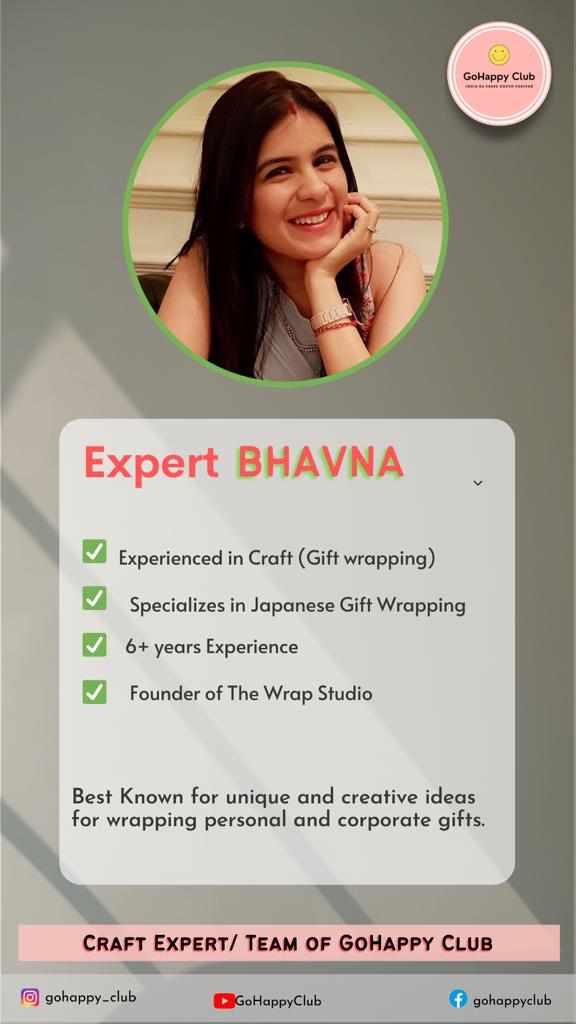 GoHappy Club
INDIA KA SABSE KHUSH PARIVAR
Expert BHAVNA
Experienced in Craft (Gift wrapping)
Specializes in Japanese Gift Wrapping
6+ years Experience
Founder of The Wrap Studio
Best Known for unique and creative ideas
for wrapping personal and corporate gifts.
Craft Expert/ Team of GoHappy Club
gohappy_club
GoHappyClub
gohappyclub